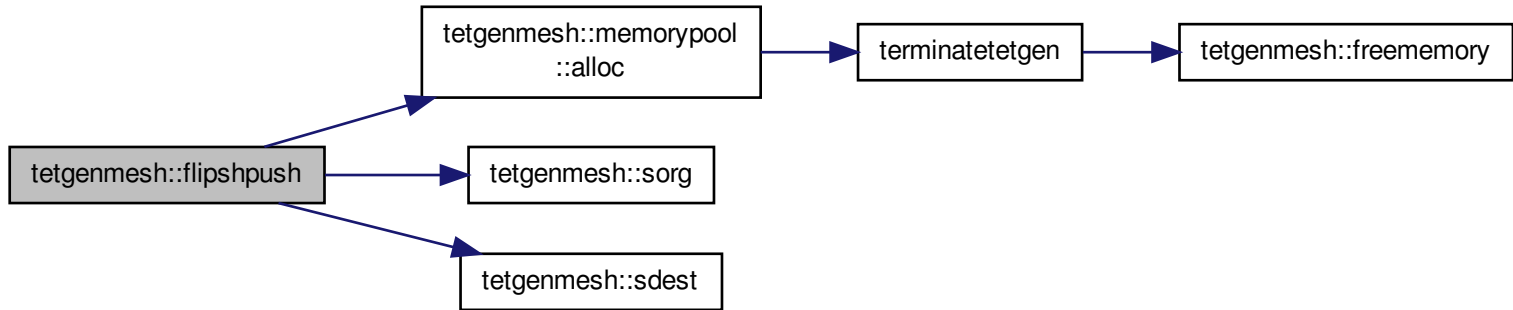 tetgenmesh::memorypool
::alloc
terminatetetgen
tetgenmesh::freememory
tetgenmesh::flipshpush
tetgenmesh::sorg
tetgenmesh::sdest